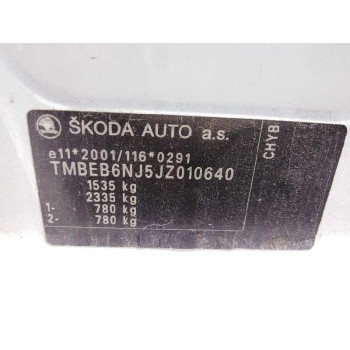 ŠKODA AUTO a.s.
e11*2001/116*0291
TMBEB6NJ5JZ010640
1535 kg
2335 kg
1- 780 kg
2- 780 kg
CHYB